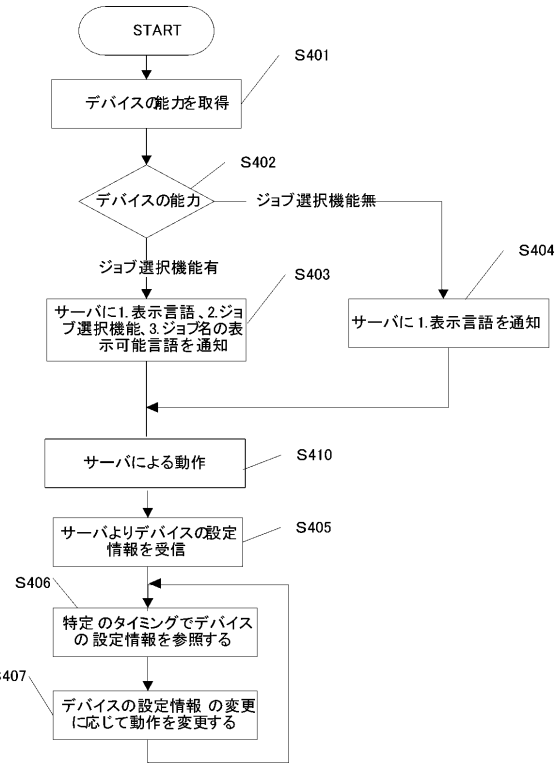 START
S401
デバイスの能力を取得
S402
デバイスの能力
ジョブ選択機能無
ジョブ選択機能有
S403
S404
サーバに1.表示言語、2.ジョ
ブ選択機能、3.ジョブ名の表
示可能言語を通知
サーバに1.表示言語を通知
サーバによる動作
S410
サーバよりデバイスの設定
情報を受信
S405
S406
特定のタイミングでデバイス
の設定情報を参照する
S407
デバイスの設定情報の変更
に応じて動作を変更する